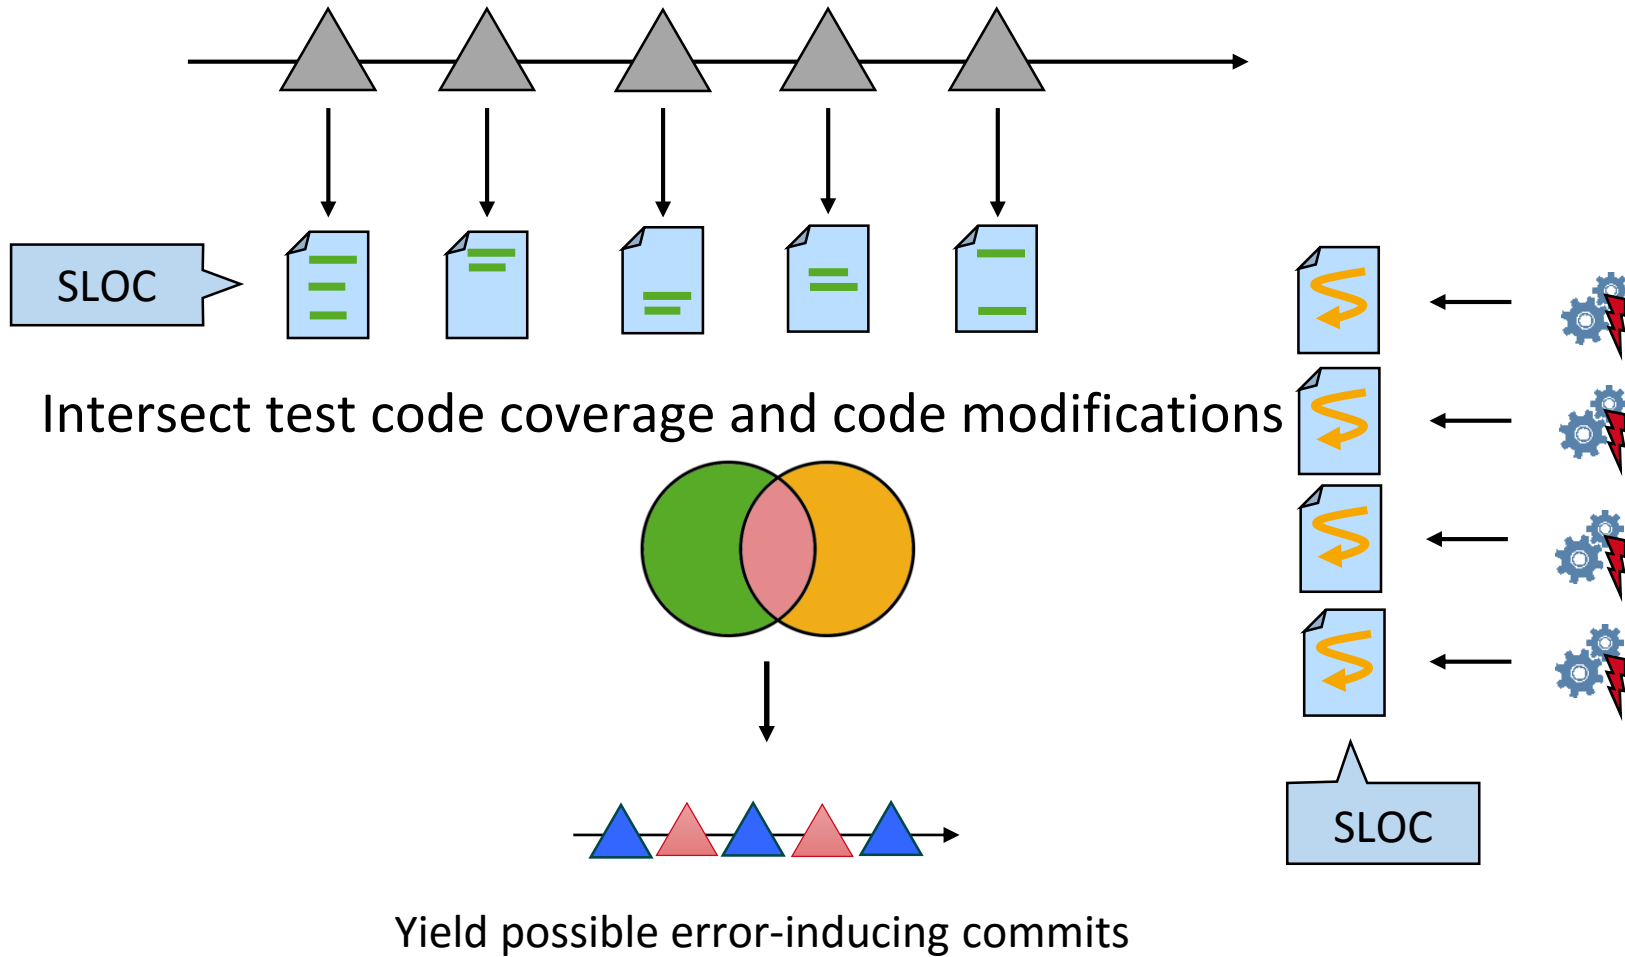 SLOC
Intersect test code coverage and code modifications
SLOC
Yield possible error-inducing commits